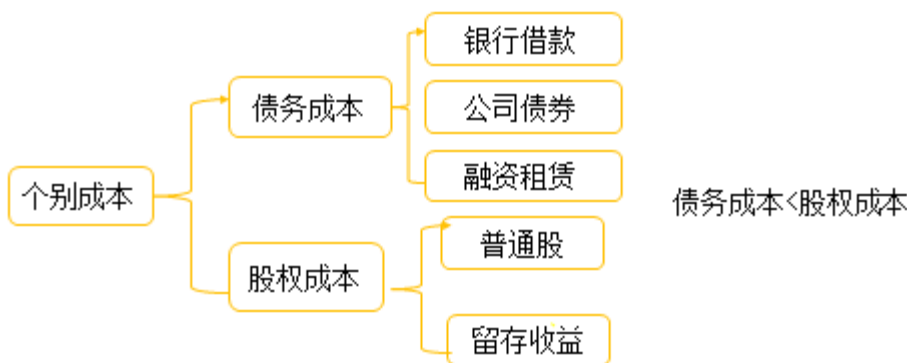 个别成本
债务成本
银行借款
公司债券
融资租赁
股权成本
普通股
留存收益
债务成本<股权成本